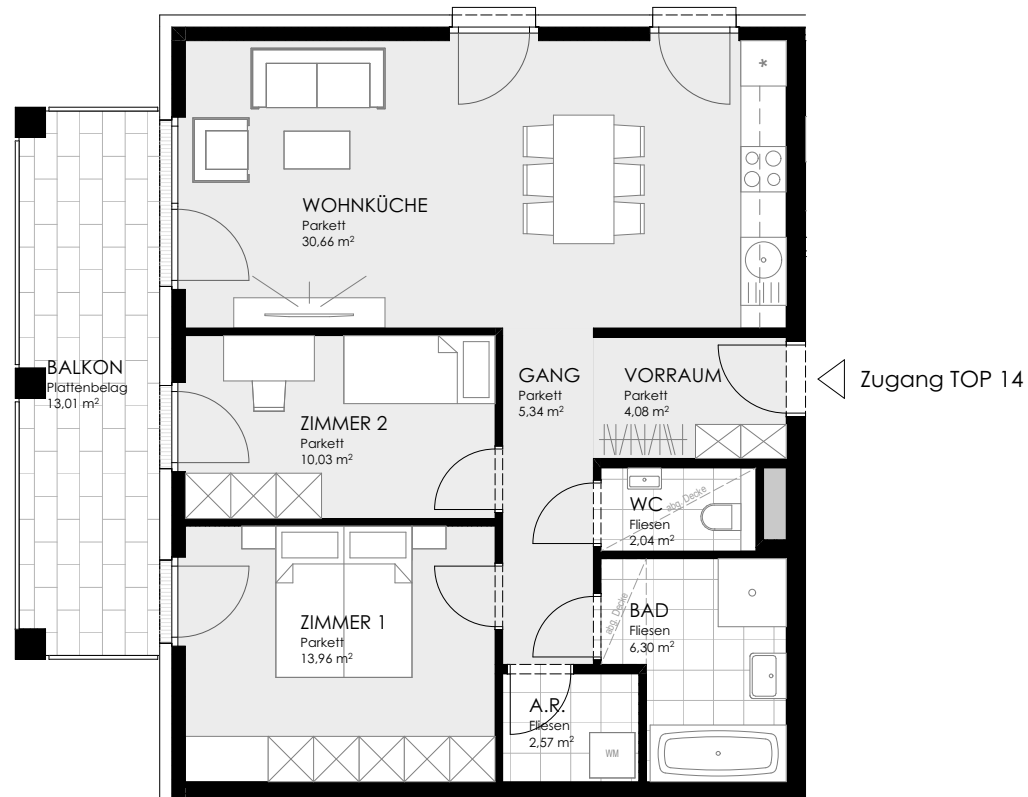 *
WOHNKÜCHE
Parkett
30,66 m²
BALKON
Plattenbelag
13,01 m²
GANG
Parkett
5,34 m²
VORRAUM
Parkett
4,08 m²
Zugang TOP 14
ZIMMER 2
Parkett
10,03 m²
WC
Fliesen
2,04 m²
abg. Decke
ZIMMER 1
Parkett
13,96 m²
abg. Decke
BAD
Fliesen
6,30 m²
A.R.
Fliesen
2,57 m²
WM